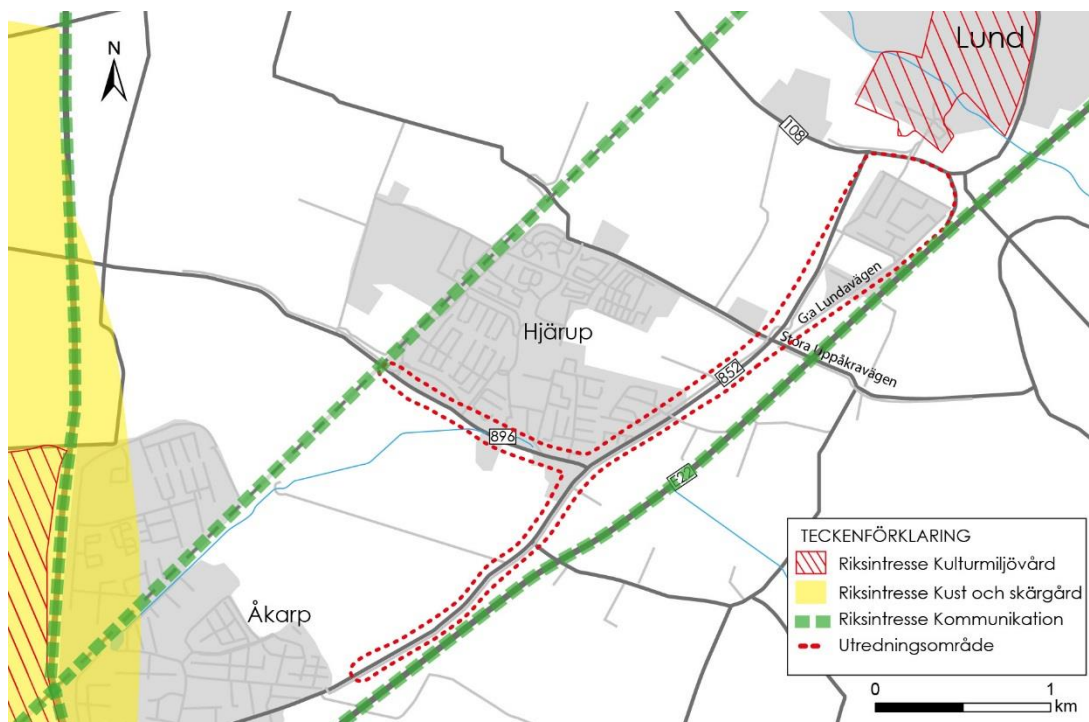 N
Lund
108
G:a Lundavägen
Stora Uppåkravägen
Hjärup
852
896
E22
Åkarp
TECKENFÖRKLARING
Riksintresse Kulturmiljövård
Riksintresse Kust och skärgård
Riksintresse Kommunikation
Utredningsområde
0 1
km